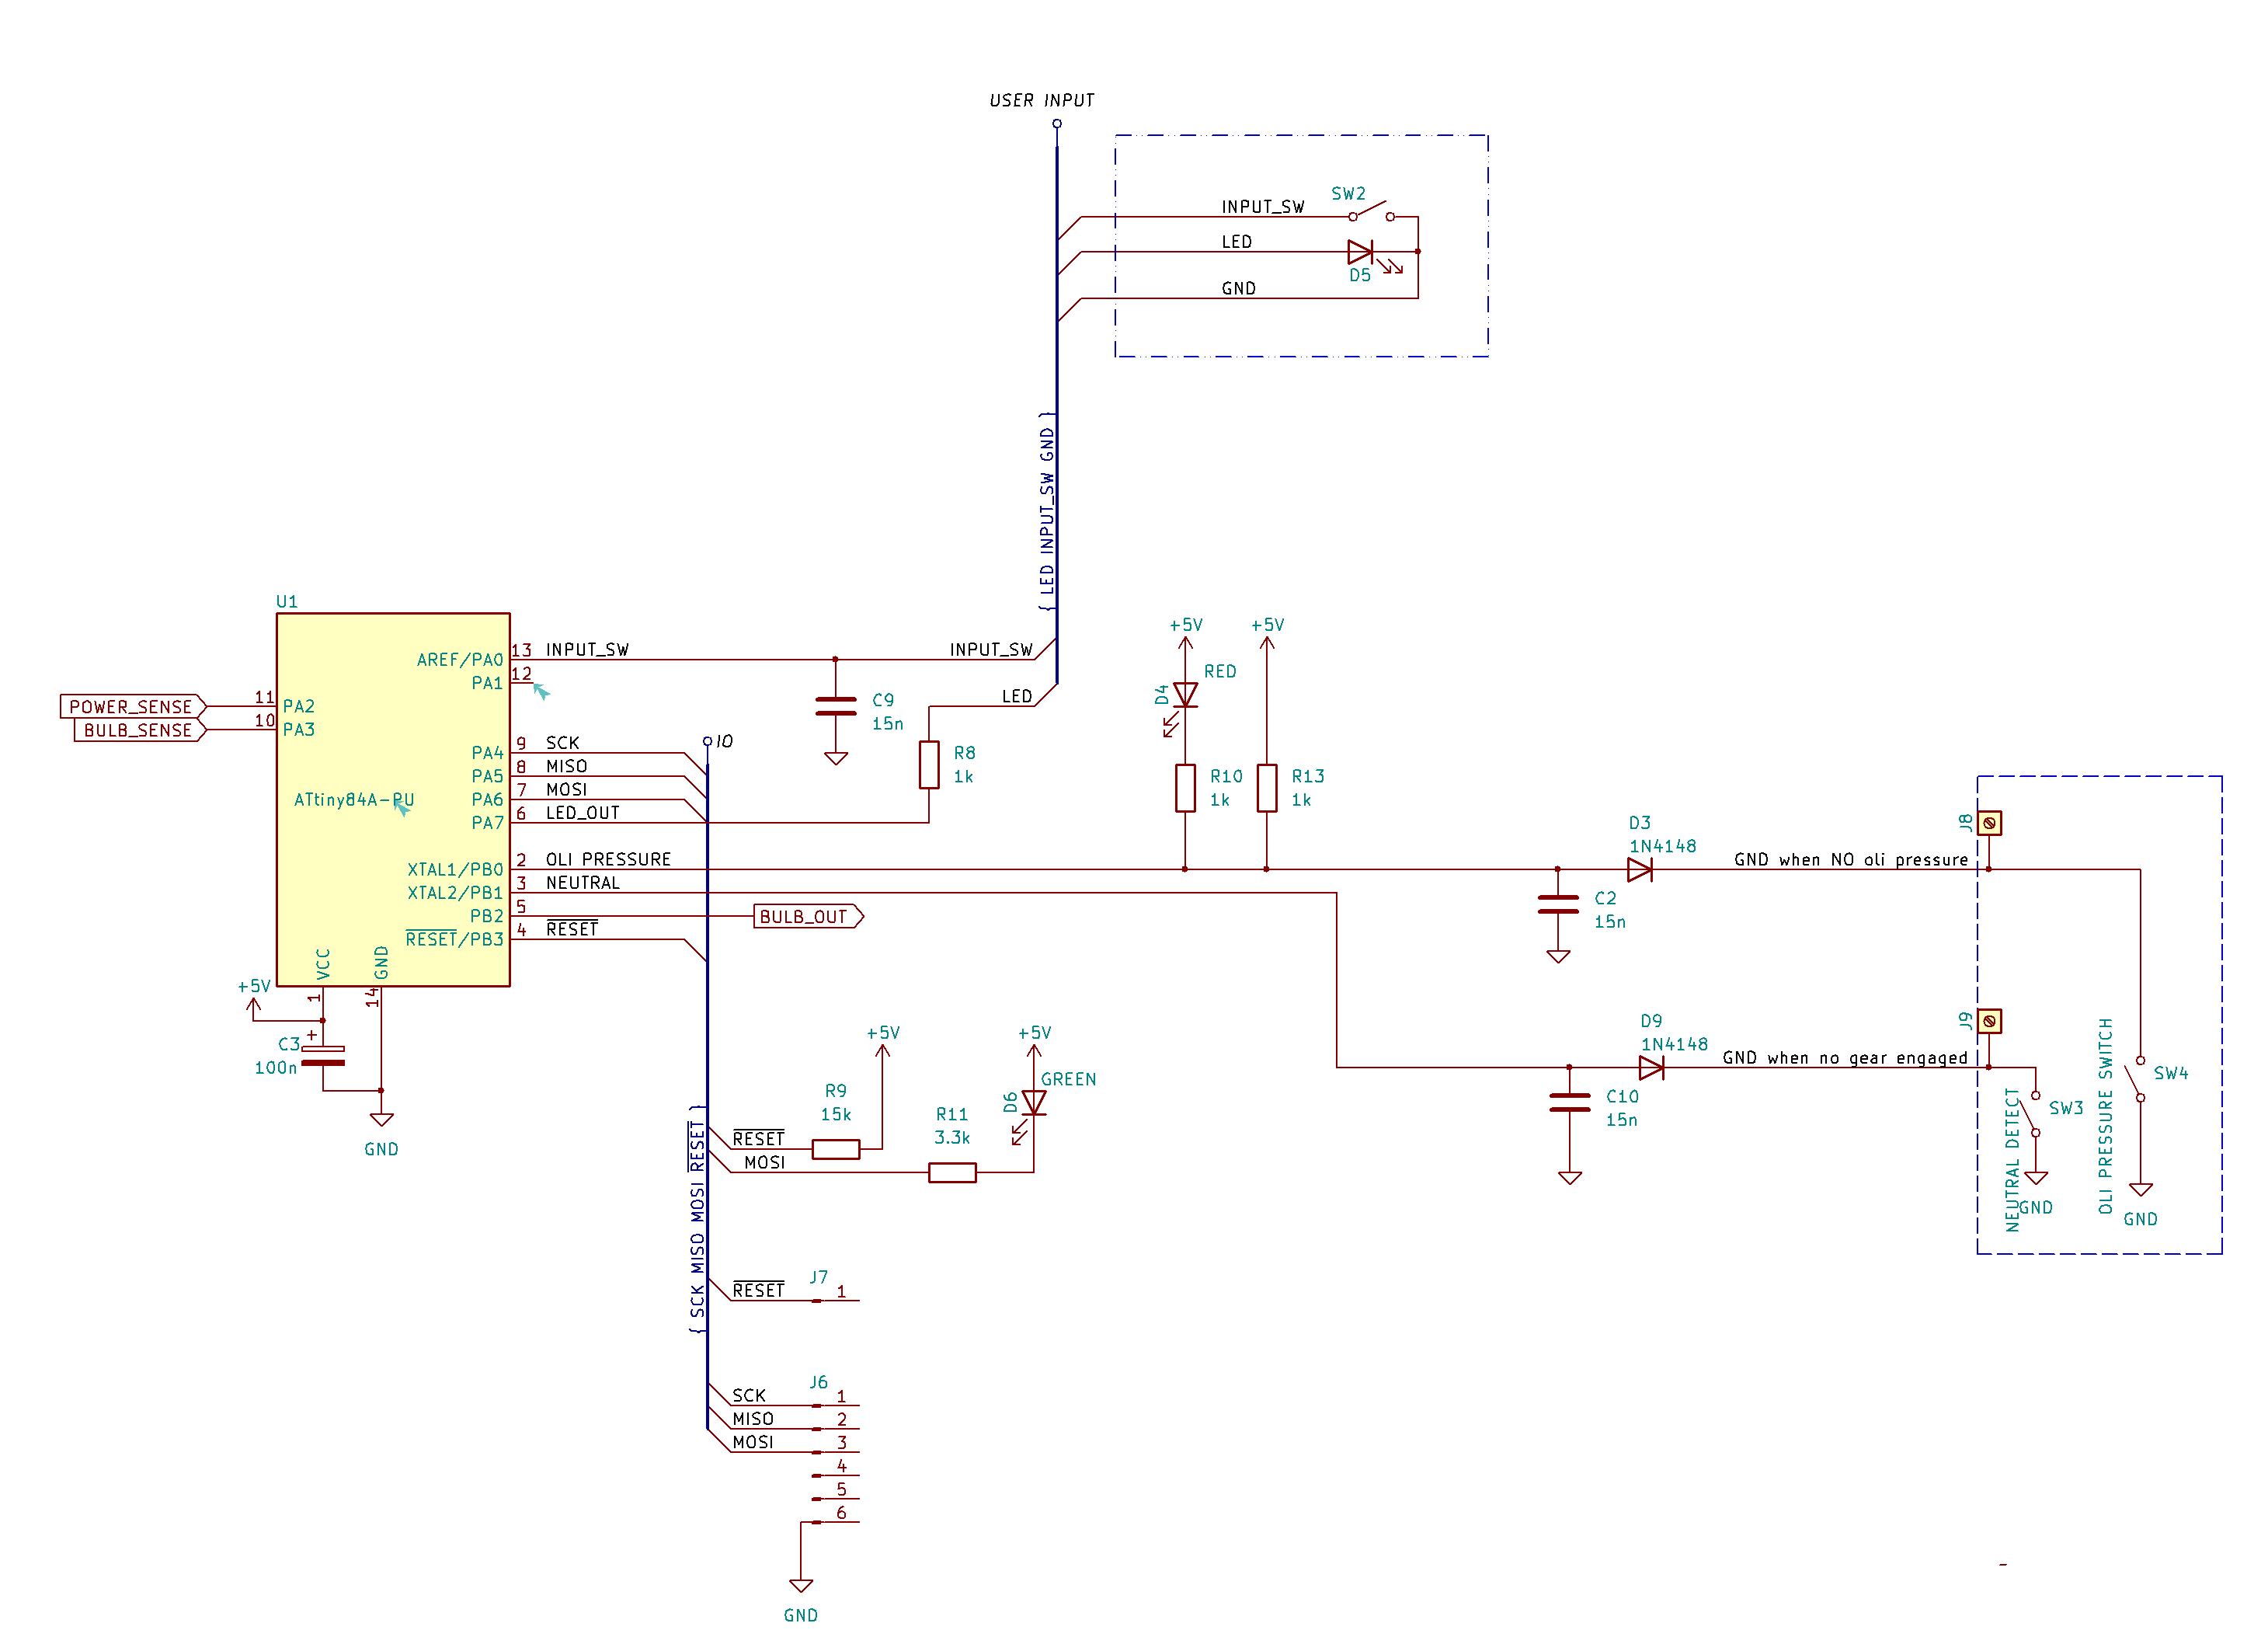 USER INPUT
SW2
INPUT_SW
LED
D5
GND
{ LED INPUT_SW GND }
U1
+5V
+5V
13
INPUT_SW
INPUT_SW
AREF/PA0
12
PA1
RED
D4
LED
11
PA2
POWER_SENSE
C9
15n
10
PA3
BULB_SENSE
IO
9
SCK
PA4
R8
1k
8
MISO
PA5
R10
1k
R13
1k
7
MOSI
PA6
ATtiny84A-PU
6
LED_OUT
PA7
D3
1N4148
J8
2
OLI PRESSURE
XTAL1/PB0
GND when NO oli pressure
3
NEUTRAL
XTAL2/PB1
C2
15n
5
PB2
BULB_OUT
4
RESET
RESET/PB3
VCC
GND
+5V
1
14
C3
+
100n
GND
D9
1N4148
J9
GND when no gear engaged
+5V
+5V
GREEN
D6
R9
15k
R11
3.3k
C10
15n
NEUTRAL DETECT
SW3
OLI PRESSURE SWITCH
SW4
GND
GND
RESET
MOSI
{ SCK MISO MOSI RESET }
J7
RESET
1
J6
SCK
1
MISO
2
MOSI
3
4
5
6
GND